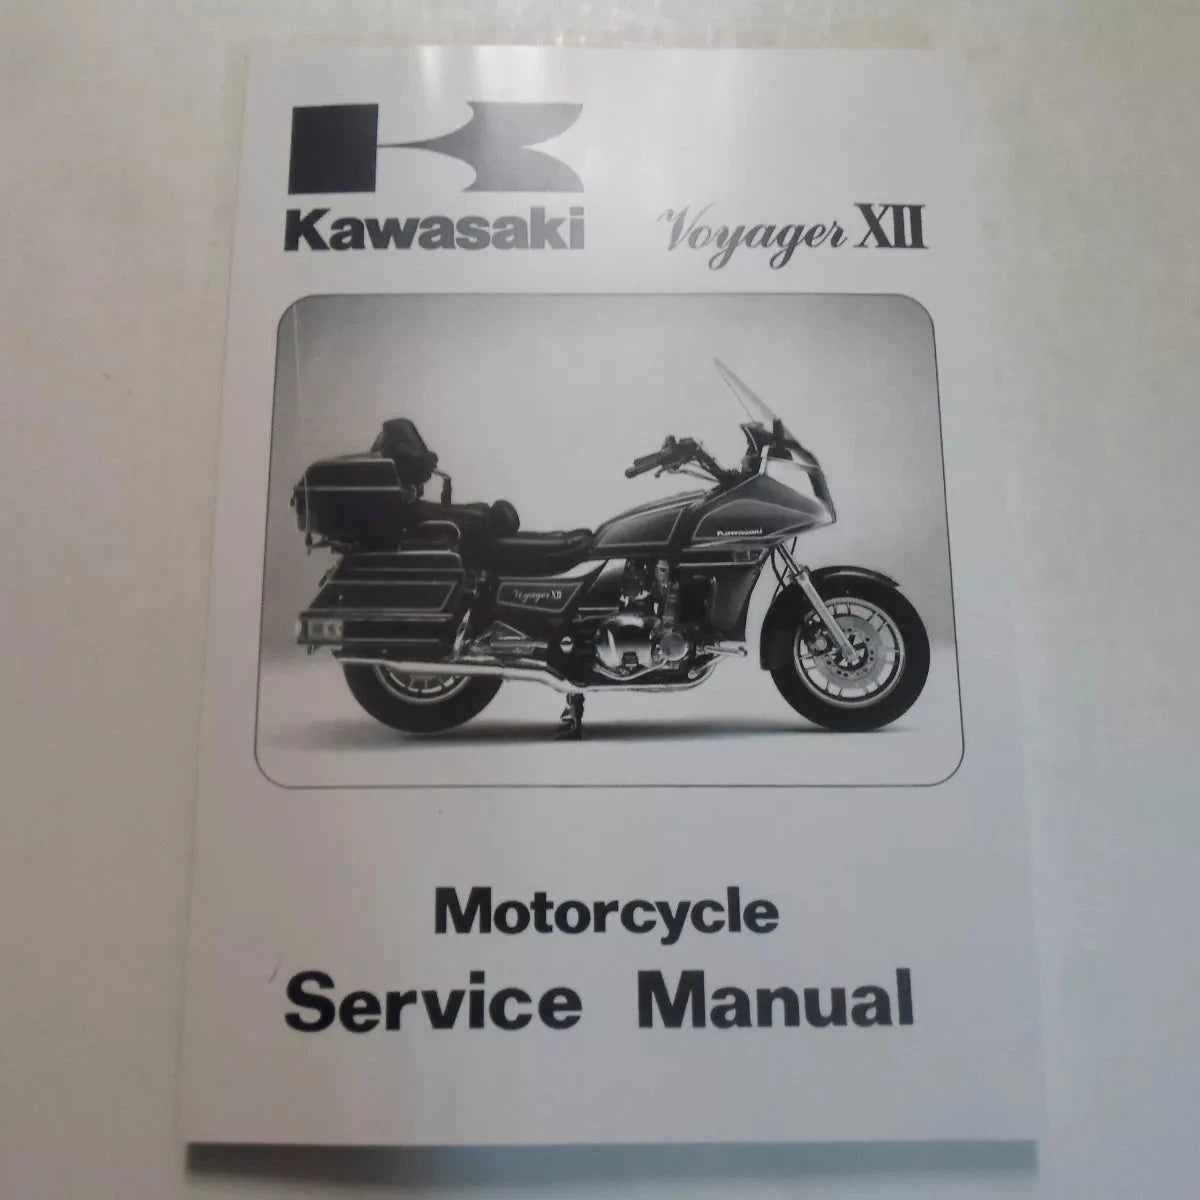 Kawasaki
Voyager XII
Kawasaki
Voyager XII
Motorcycle
Service Manual